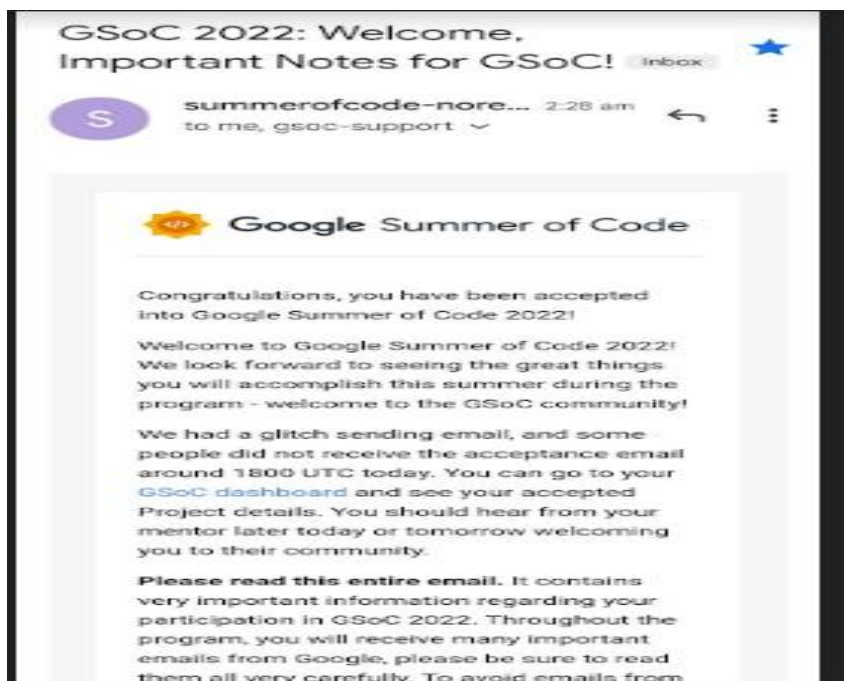 GSoC 2022: Welcome,
Important Notes for GSoC! Inbox
S
summerofcode-nore... 2:28 am
to me, gsoc-support
</>
Google Summer of Code
Congratulations, you have been accepted
into Google Summer of Code 2022!
Welcome to Google Summer of Code 2022!
We look forward to seeing the great things
you will accomplish this summer during the
program - welcome to the GSoC community!
We had a glitch sending email, and some
people did not receive the acceptance email
around 1800 UTC today. You can go to your
GSoC dashboard and see your accepted
Project details. You should hear from your
mentor later today or tomorrow welcoming
you to their community.
Please read this entire email. It contains
very important information regarding your
participation in GSoC 2022. Throughout the
program, you will receive many important
emails from Google, please be sure to read
them all very carefully. To avoid emails from